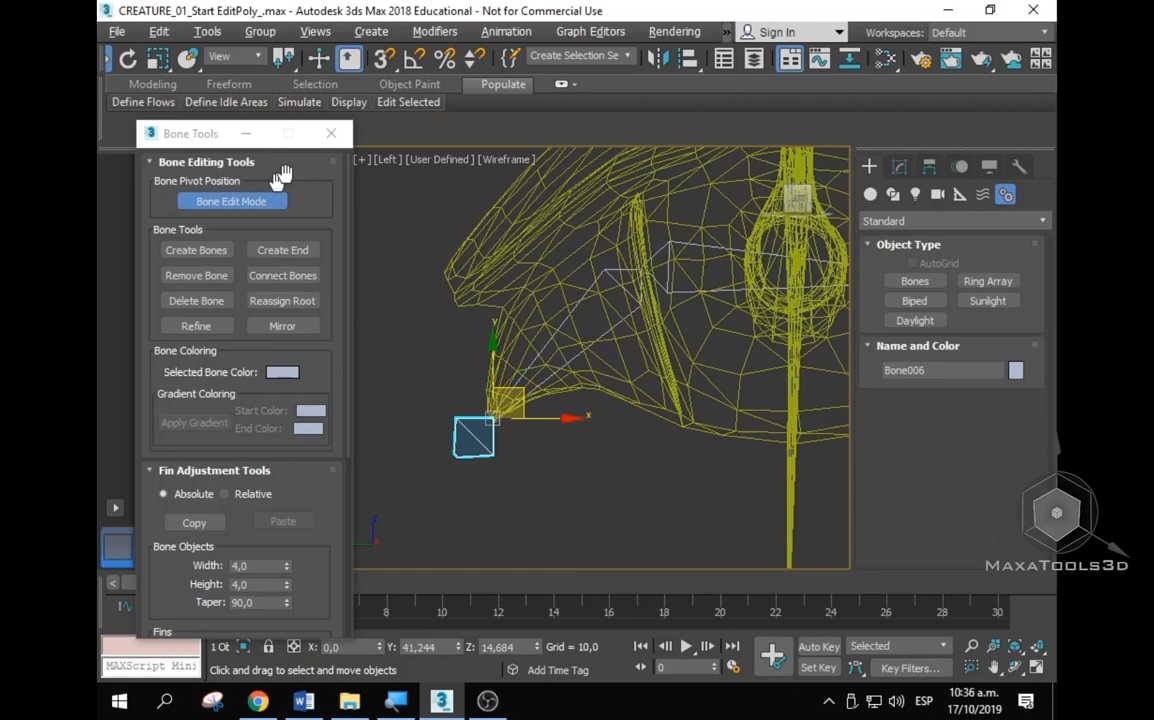 CREATURE_01_Start EditPoly_.max - Autodesk 3ds Max 2018 Educational - Not for Commercial Use
File Edit Tools Group Views Create Modifiers Animation Graph Editors Rendering » Sign In Workspaces: Default
View Create Selection Se
Modeling Freeform Selection Object Paint Populate
Define Flows Define Idle Areas Simulate Display Edit Selected
3 Bone Tools
Bone Editing Tools
Bone Pivot Position
Bone Edit Mode
Bone Tools
Create Bones Create End
Remove Bone Connect Bones
Delete Bone Reassign Root
Refine Mirror
Bone Coloring
Selected Bone Color:
Gradient Coloring
Apply Gradient Start Color:
End Color:
Fin Adjustment Tools
Absolute Relative
Copy Paste
Bone Objects
Width: 4,0
Height: 4,0
Taper: 90,0
Fins
[+] [Left] [User Defined] [Wireframe]
y
x
z
Standard
Object Type
AutoGrid
Bones Ring Array
Biped Sunlight
Daylight
Name and Color
Bone006
MAXATOOLS3D
8 10 12 14 16 18 20 22 24 26 28 30
1 Ob X: 0,0 Y: 41,244 Z: 14,684 Grid = 10,0 Auto Key Selected
MAXScript Mini Click and drag to select and move objects Add Time Tag 0 Set Key Key Filters...
ESP 10:36 a.m.
17/10/2019